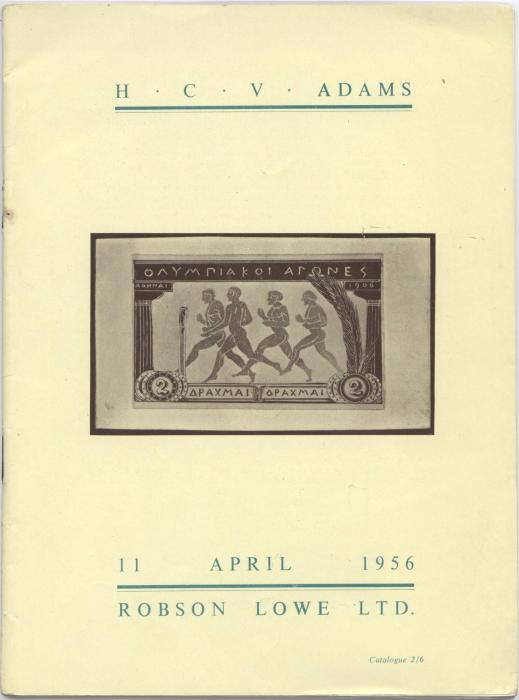 H · C · V · ADAMS
ΟΛΥΜΠΙΑΚΟΙ ΑΓΩΝΕΣ
ΑΘΗΝΑΙ 1906
2 ΔΡΑΧΜΑΙ ΔΡΑΧΜΑΙ 2
11 APRIL 1956
ROBSON LOWE LTD.
Catalogue 2/6